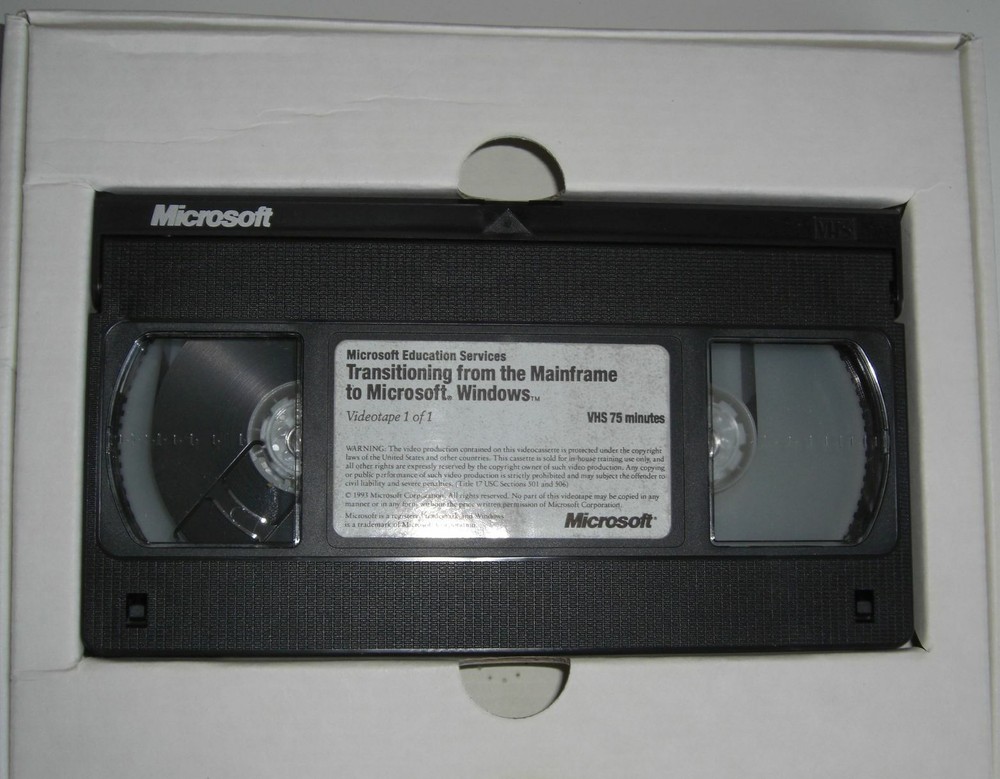 Microsoft
VHS
Microsoft Education Services
Transitioning from the Mainframe
to Microsoft® Windows™
Videotape 1 of 1
VHS 75 minutes
WARNING: The video production contained on this videocassette is protected under the copyright
laws of the United States and other countries. This cassette is sold for in-house training use only, and
all other rights are expressly reserved by the copyright owner of such video production. Any copying
or public performance of such video production is strictly prohibited and may subject the offender to
civil liability and severe penalties. (Title 17 USC Sections 501 and 506)
© 1993 Microsoft Corporation. All rights reserved. No part of this videotape may be copied in any
manner or in any form without the prior written permission of Microsoft Corporation.
Microsoft is a registered trademark and Windows
is a trademark of Microsoft Corporation.
Microsoft®